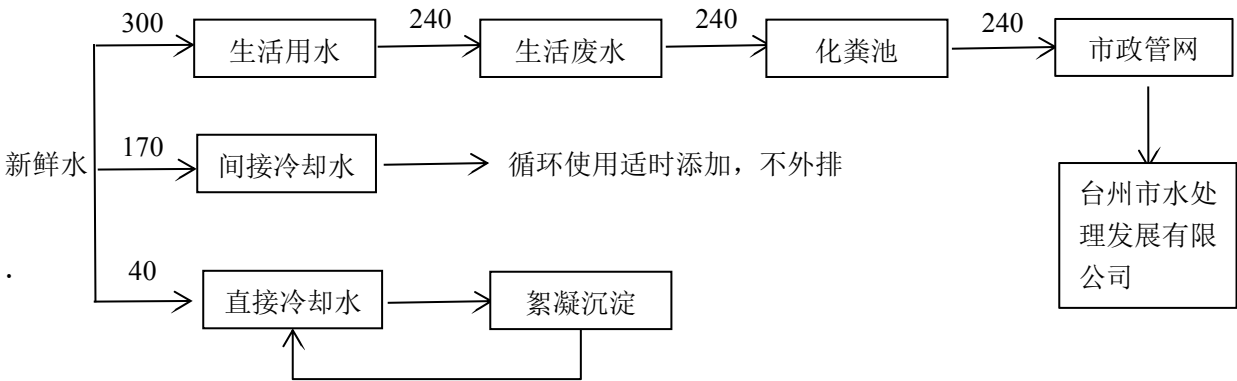 300
生活用水
240
生活废水
240
化粪池
240
市政管网
新鲜水
170
间接冷却水
循环使用适时添加，不外排
台州市水处
理发展有限
公司
.
40
直接冷却水
絮凝沉淀